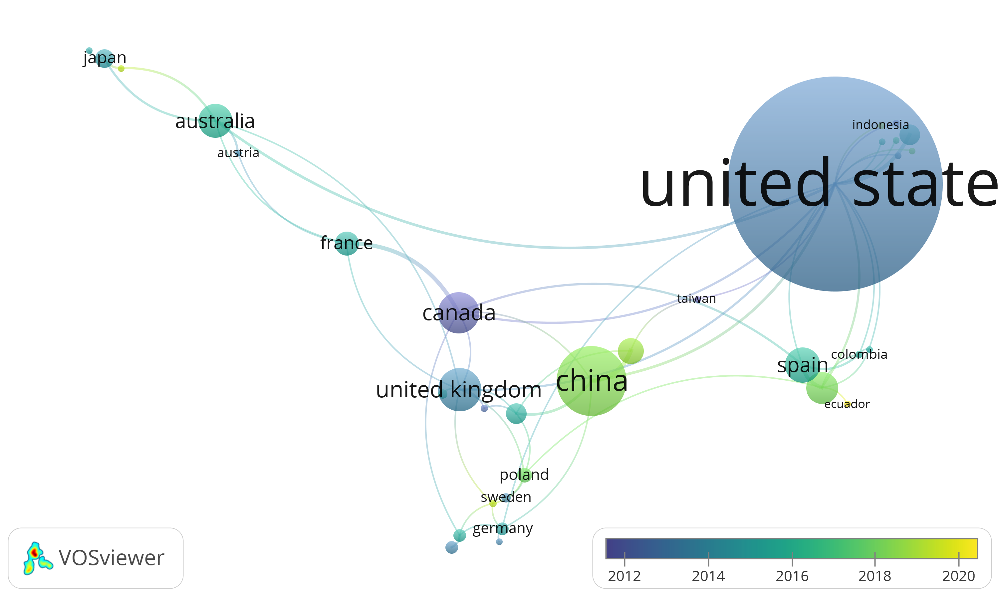 japan
australia
indonesia
austria
united state
france
taiwan
canada
colombia
spain
china
united kingdom
ecuador
poland
sweden
germany
VOSviewer
2012 2014 2016 2018 2020